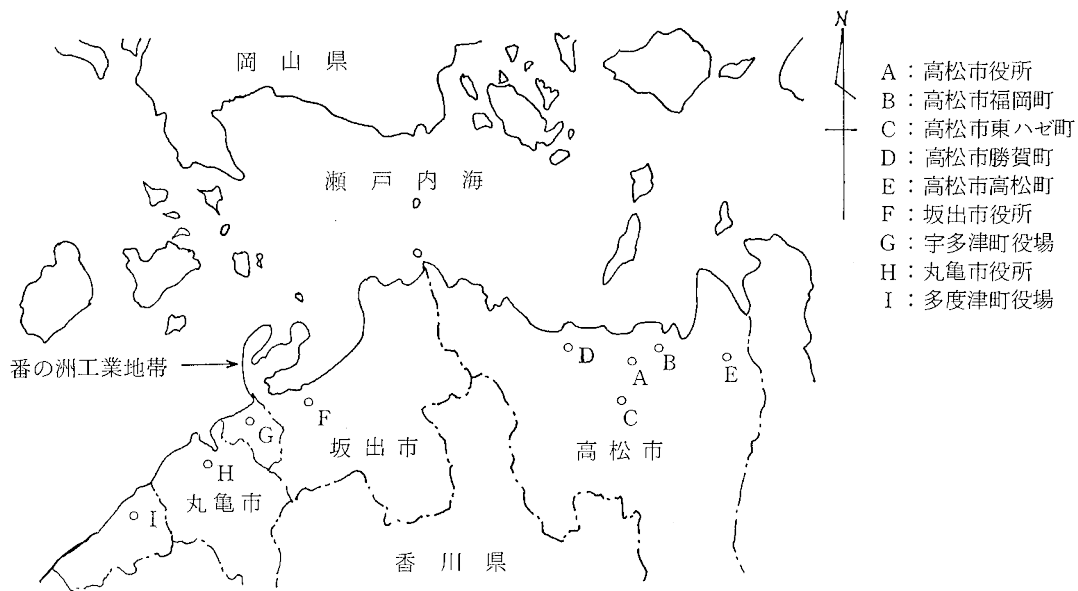 N
岡山県
瀬戸内海
番の洲工業地帯
D
A
B
E
C
F
G
H
I
坂出市
高松市
丸亀市
香川県
A：高松市役所
B：高松市福岡町
C：高松市東ハゼ町
D：高松市勝賀町
E：高松市高松町
F：坂出市役所
G：宇多津町役場
H：丸亀市役所
I：多度津町役場